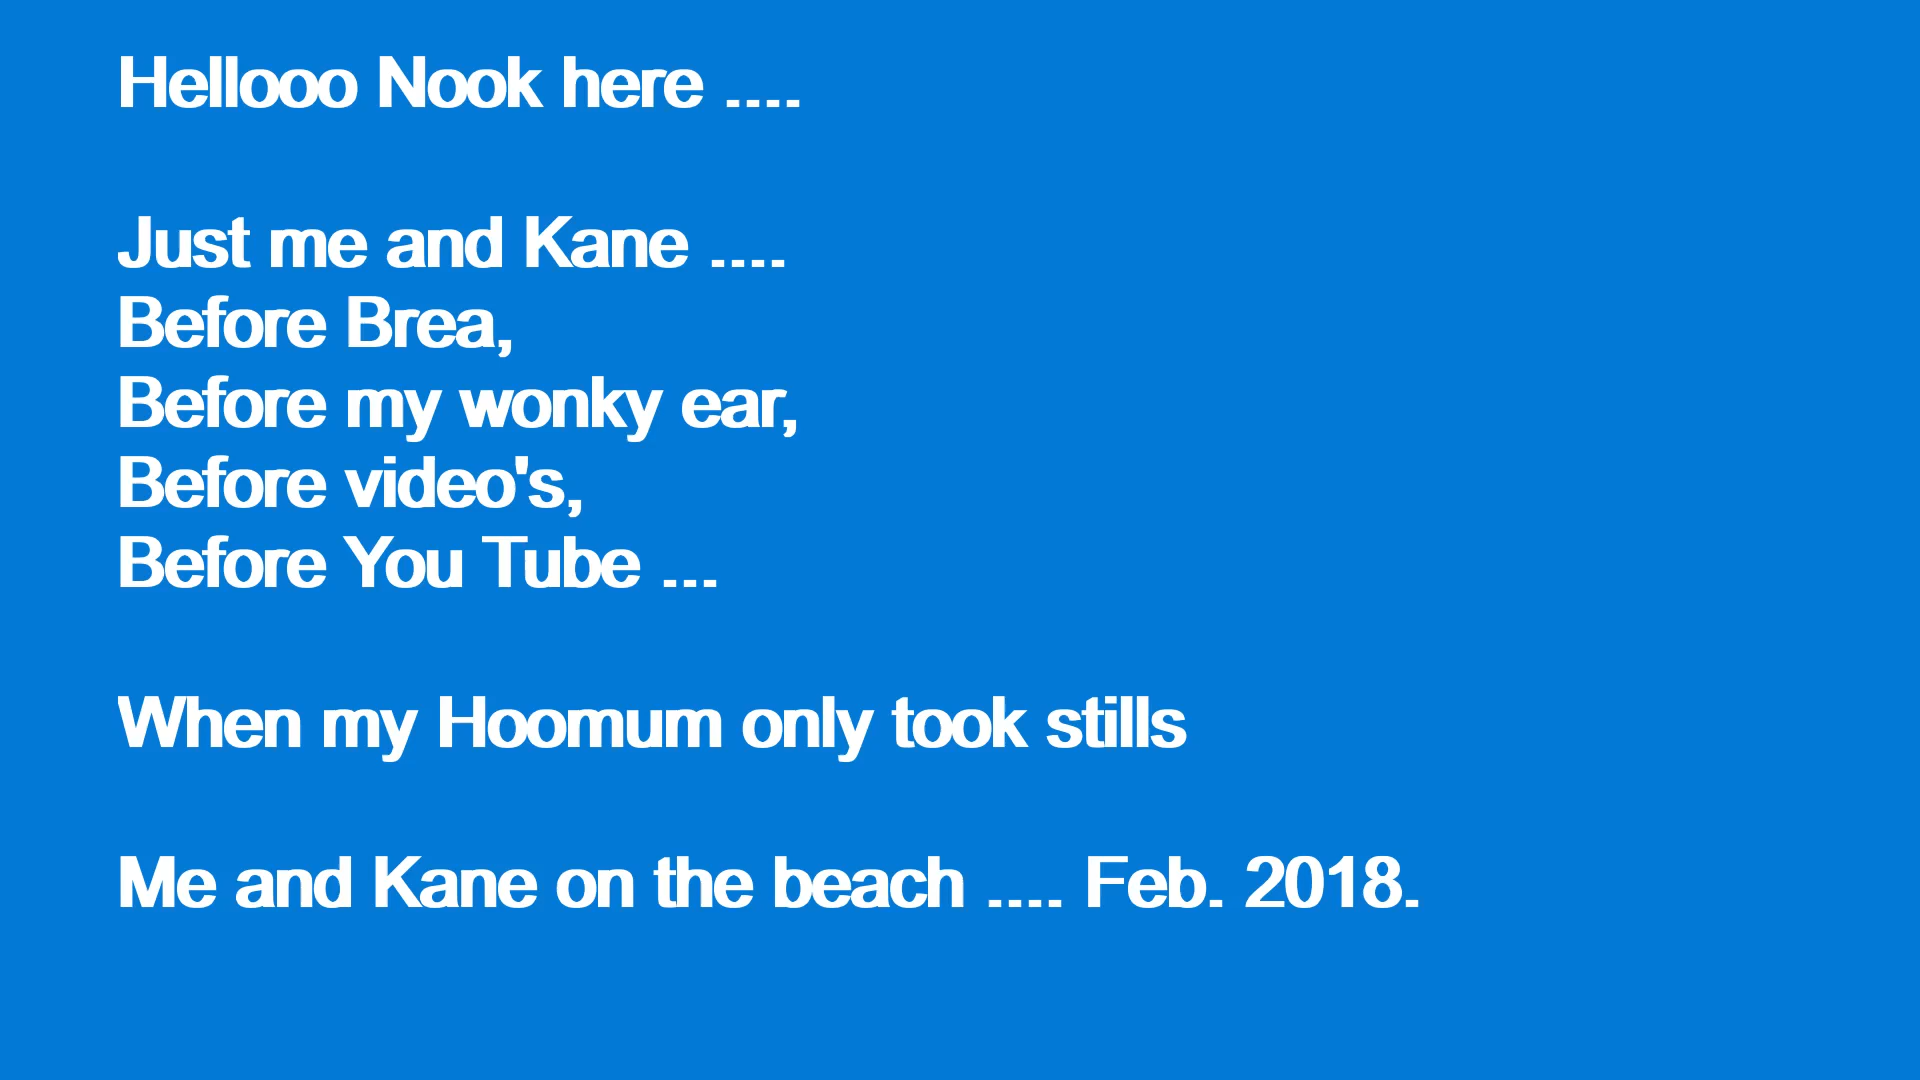 Hellooo Nook here ....
Just me and Kane ....
Before Brea,
Before my wonky ear,
Before video's,
Before You Tube ...
When my Hoomum only took stills
Me and Kane on the beach .... Feb. 2018.